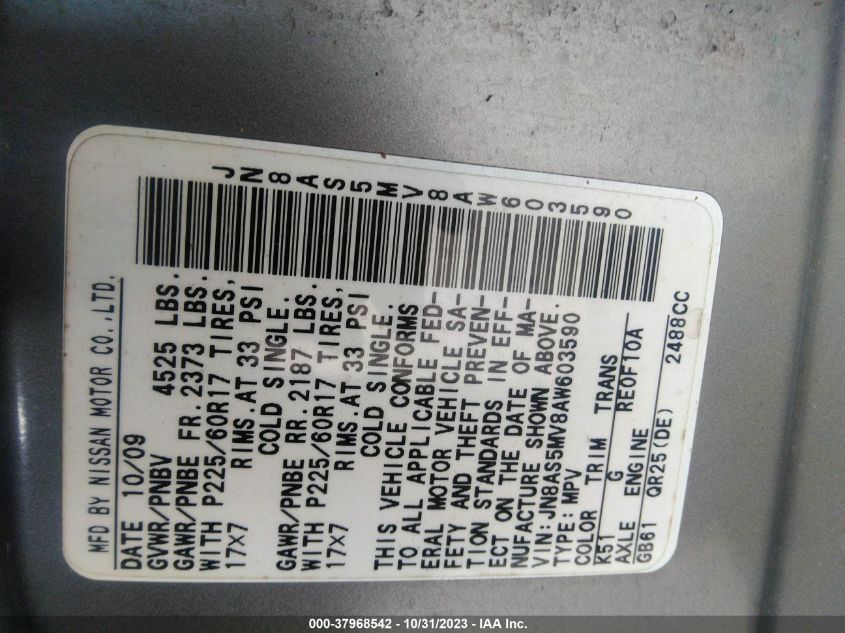 JN8AS5MV8AW603590
MFD BY NISSAN MOTOR CO.,LTD.
DATE 10/09
GVWR/PNBV 4525 LBS.
GAWR/PNBE FR.2373 LBS.
WITH P225/60R17 TIRES,
17X7 RIMS.AT 33 PSI
COLD SINGLE.
GAWR/PNBE RR.2187 LBS.
WITH P225/60R17 TIRES,
17X7 RIMS.AT 33 PSI
COLD SINGLE.
THIS VEHICLE CONFORMS
TO ALL APPLICABLE FED-
ERAL MOTOR VEHICLE SA-
FETY AND THEFT PREVEN-
TION STANDARDS IN EFF-
ECT ON THE DATE OF MA-
NUFACTURE SHOWN ABOVE.
VIN:JN8AS5MV8AW603590
TYPE:MPV
COLOR TRIM TRANS
K51 G RE0F10A
AXLE ENGINE
GB61 QR25(DE) 2488CC
000-37968542 - 10/31/2023 - IAA Inc.